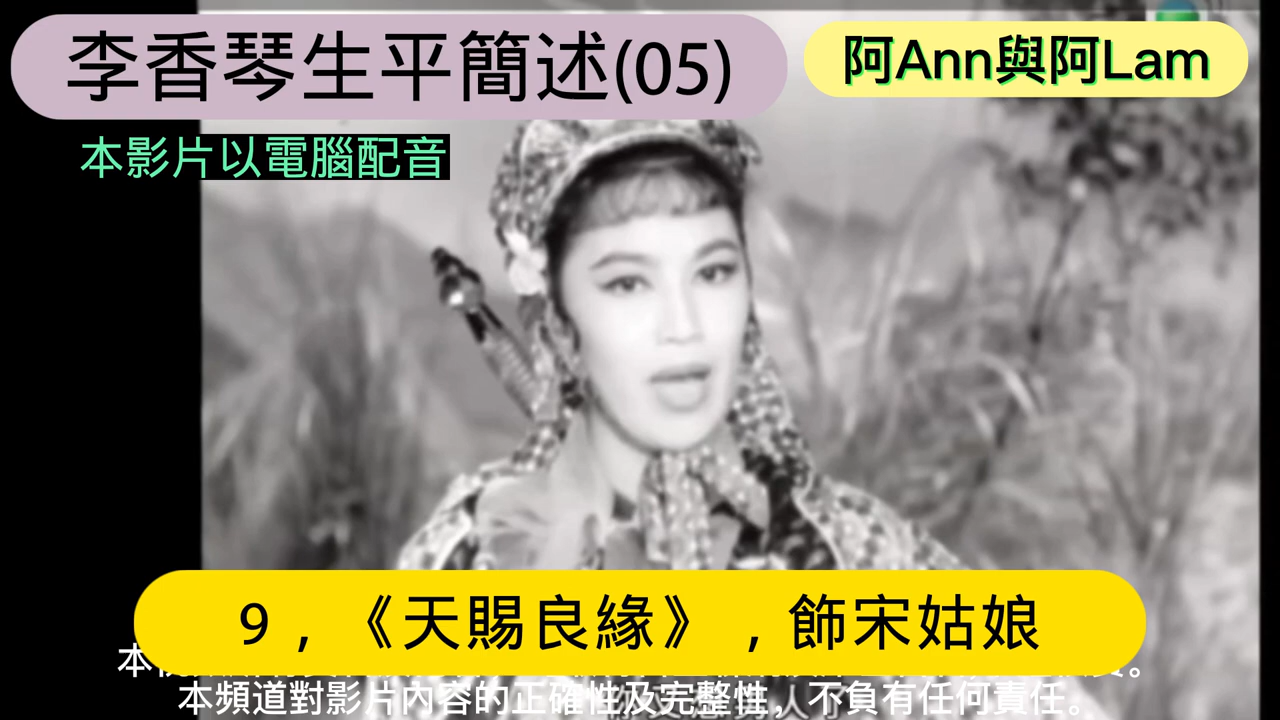 李香琴生平簡述(05)
阿Ann與阿Lam
本影片以電腦配音
9，《天賜良緣》，飾宋姑娘
本頻道對影片內容的正確性及完整性，不負有任何責任。